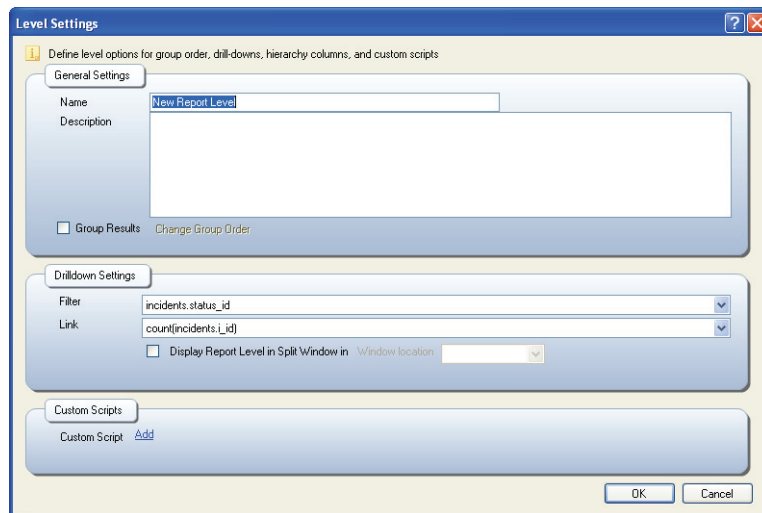 Level Settings
Define level options for group order, drill-downs, hierarchy columns, and custom scripts
General Settings
Name New Report Level
Description
Group Results Change Group Order
Drilldown Settings
Filter incidents.status_id
Link count(incidents.i_id)
Display Report Level in Split Window in Window location
Custom Scripts
Custom Script Add
OK Cancel